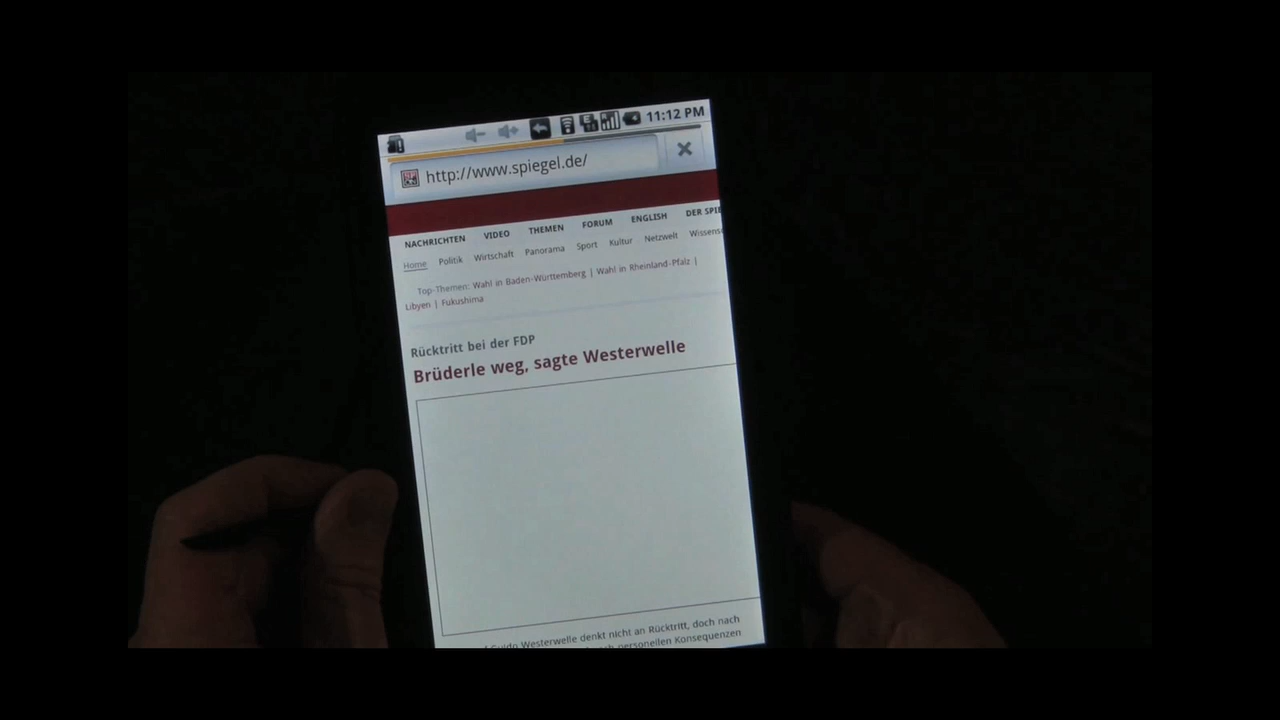 11:12 PM
http://www.spiegel.de/
NACHRICHTEN VIDEO THEMEN FORUM ENGLISH DER SPI
Home Politik Wirtschaft Panorama Sport Kultur Netzwelt Wissens
Top-Themen: Wahl in Baden-Württemberg | Wahl in Rheinland-Pfalz |
Libyen | Fukushima
Rücktritt bei der FDP
Brüderle weg, sagte Westerwelle
Guido Westerwelle denkt nicht an Rücktritt, doch nach
personellen Konsequenzen